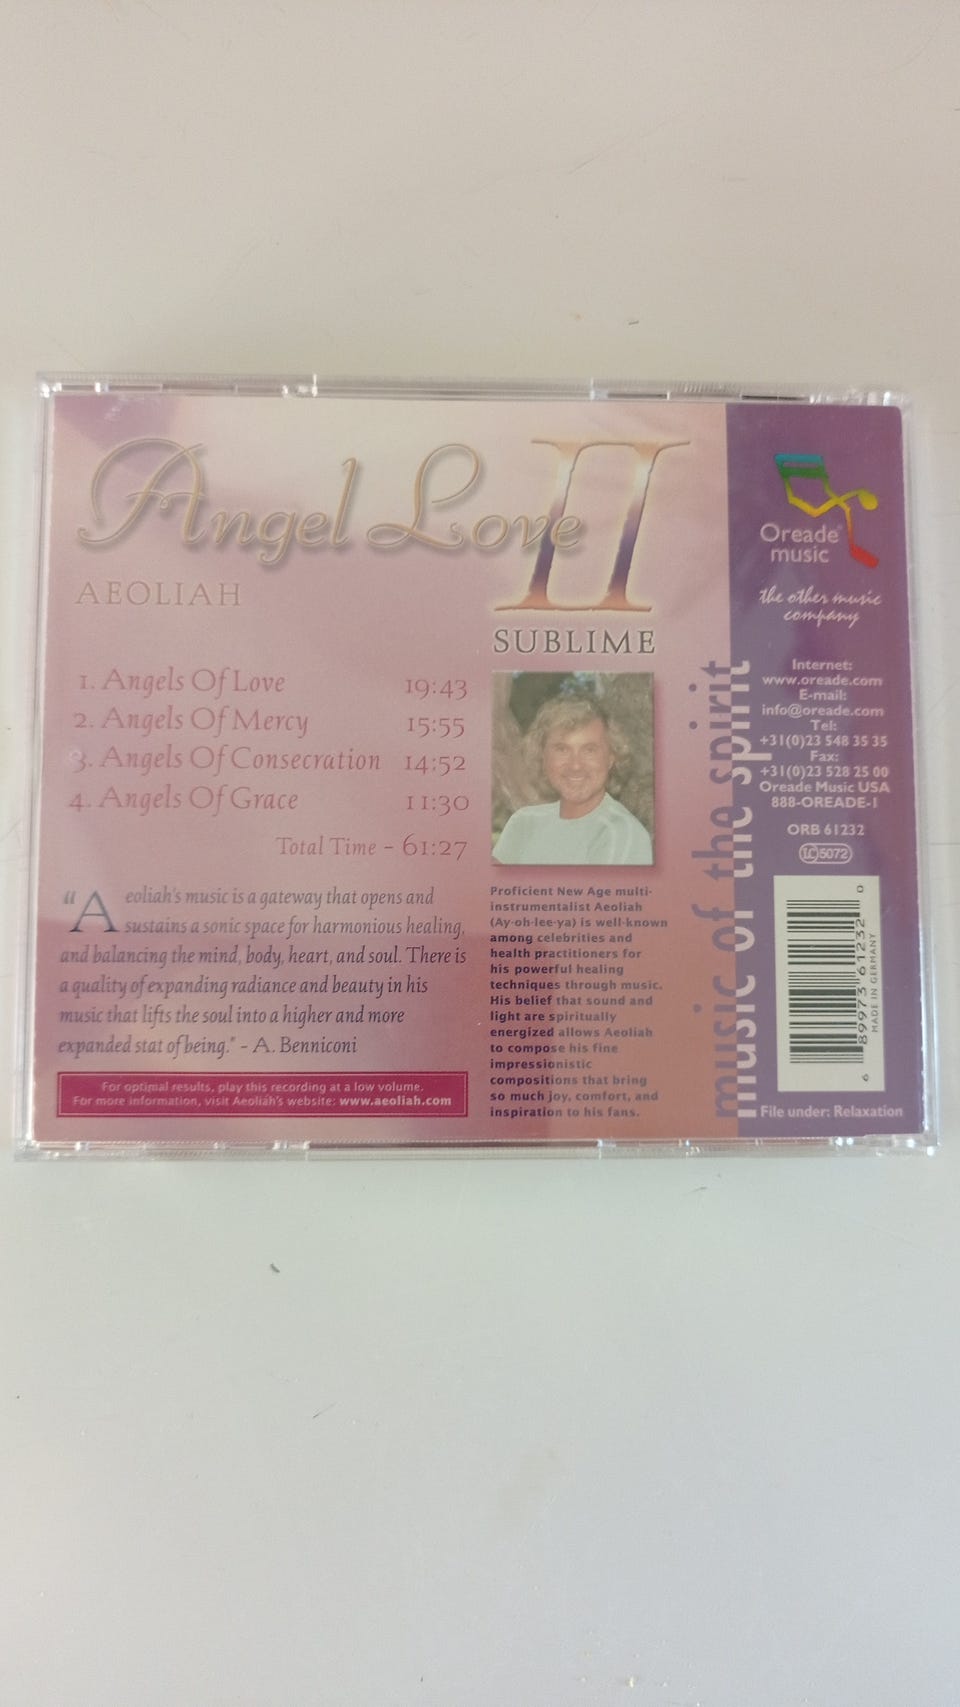 Angel Love II
AEOLIAH
SUBLIME
1. Angels Of Love 19:43
2. Angels Of Mercy 15:55
3. Angels Of Consecration 14:52
4. Angels Of Grace 11:30
Total Time - 61:27
"Aeoliah's music is a gateway that opens and
sustains a sonic space for harmonious healing,
and balancing the mind, body, heart, and soul. There is
a quality of expanding radiance and beauty in his
music that lifts the soul into a higher and more
expanded stat of being." - A. Benniconi
For optimal results, play this recording at a low volume.
For more information, visit Aeoliah's website: www.aeoliah.com
Proficient New Age multi-
instrumentalist Aeoliah
(Ay-oh-lee-ya) is well-known
among celebrities and
health practitioners for
his powerful healing
techniques through music.
His belief that sound and
light are spiritually
energized allows Aeoliah
to compose his fine
impressionistic
compositions that bring
so much joy, comfort, and
inspiration to his fans.
music of the spirit
Oreade®
music
the other music
company
Internet:
www.oreade.com
E-mail:
info@oreade.com
Tel:
+31(0)23 548 35 35
Fax:
+31(0)23 528 25 00
Oreade Music USA
888-OREADE-1
ORB 61232
LC 5072
6 89973 61232 0
MADE IN GERMANY
File under: Relaxation